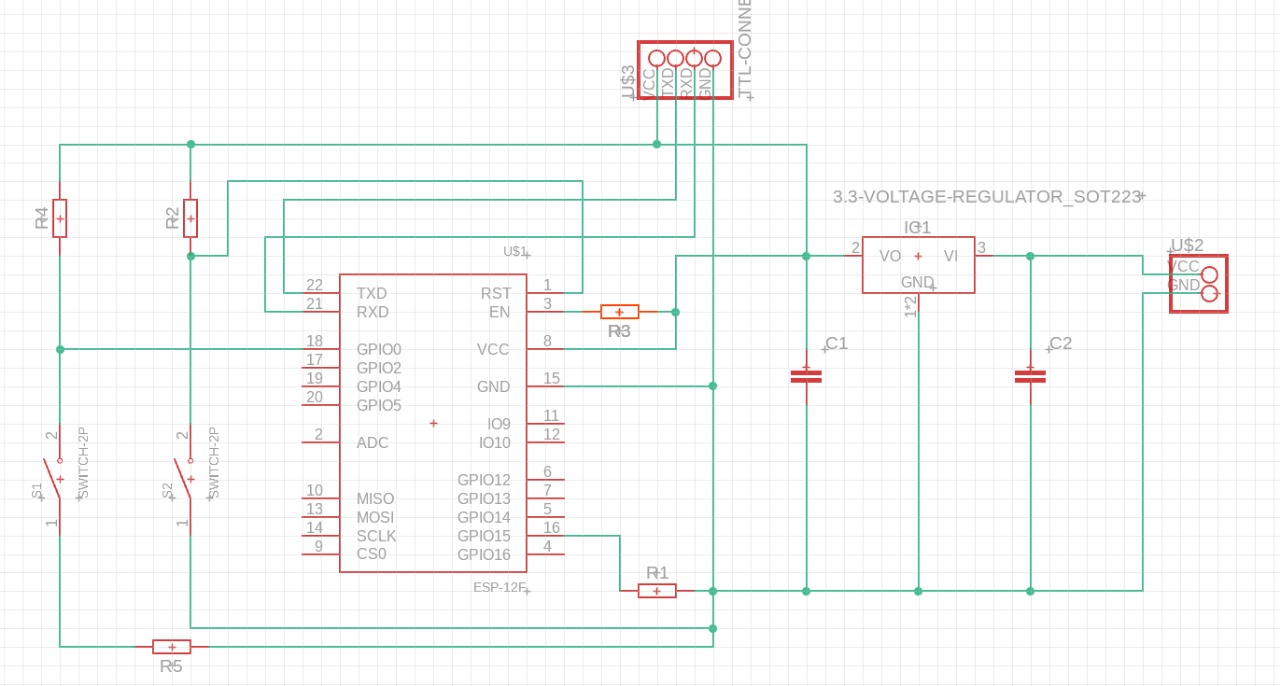 TTL-CONNE
U$3
VCC
TXD
RXD
GND
R4
R2
3.3-VOLTAGE-REGULATOR_SOT223
IC1
2
VO
VI
3
GND
1*2
U$2
VCC
GND
U$1
22
TXD
RST
1
21
RXD
EN
3
R3
18
GPIO0
VCC
8
17
GPIO2
19
GPIO4
GND
15
20
GPIO5
IO9
11
2
ADC
IO10
12
GPIO12
6
10
MISO
GPIO13
7
13
MOSI
GPIO14
5
14
SCLK
GPIO15
16
9
CS0
GPIO16
4
ESP-12F
C1
C2
2
S1
SWITCH-2P
1
2
S2
SWITCH-2P
1
R1
R5